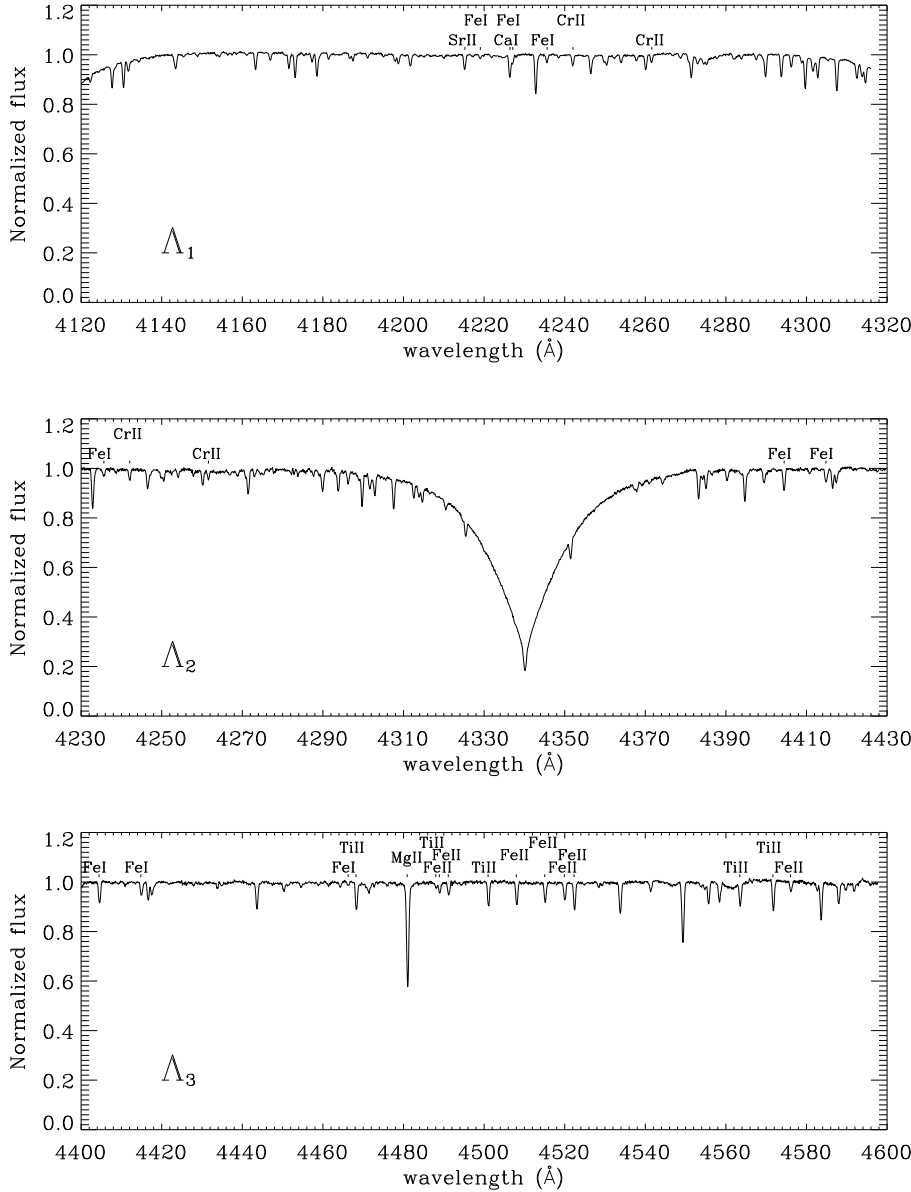 1.2
FeI FeI CrII
SrII CaI FeI CrII
1.0
0.8
0.6
0.4
0.2
0.0
Normalized flux
Λ1
4120 4140 4160 4180 4200 4220 4240 4260 4280 4300 4320
wavelength (Å)
1.2
CrII
FeI CrII FeI FeI
1.0
0.8
0.6
0.4
0.2
0.0
Normalized flux
Λ2
4230 4250 4270 4290 4310 4330 4350 4370 4390 4410 4430
wavelength (Å)
1.2
TiII FeII
TiII TiII
MgII FeII FeII FeII
FeI FeI FeI FeII TiII FeII TiII FeII
1.0
0.8
0.6
0.4
0.2
0.0
Normalized flux
Λ3
4400 4420 4440 4460 4480 4500 4520 4540 4560 4580 4600
wavelength (Å)